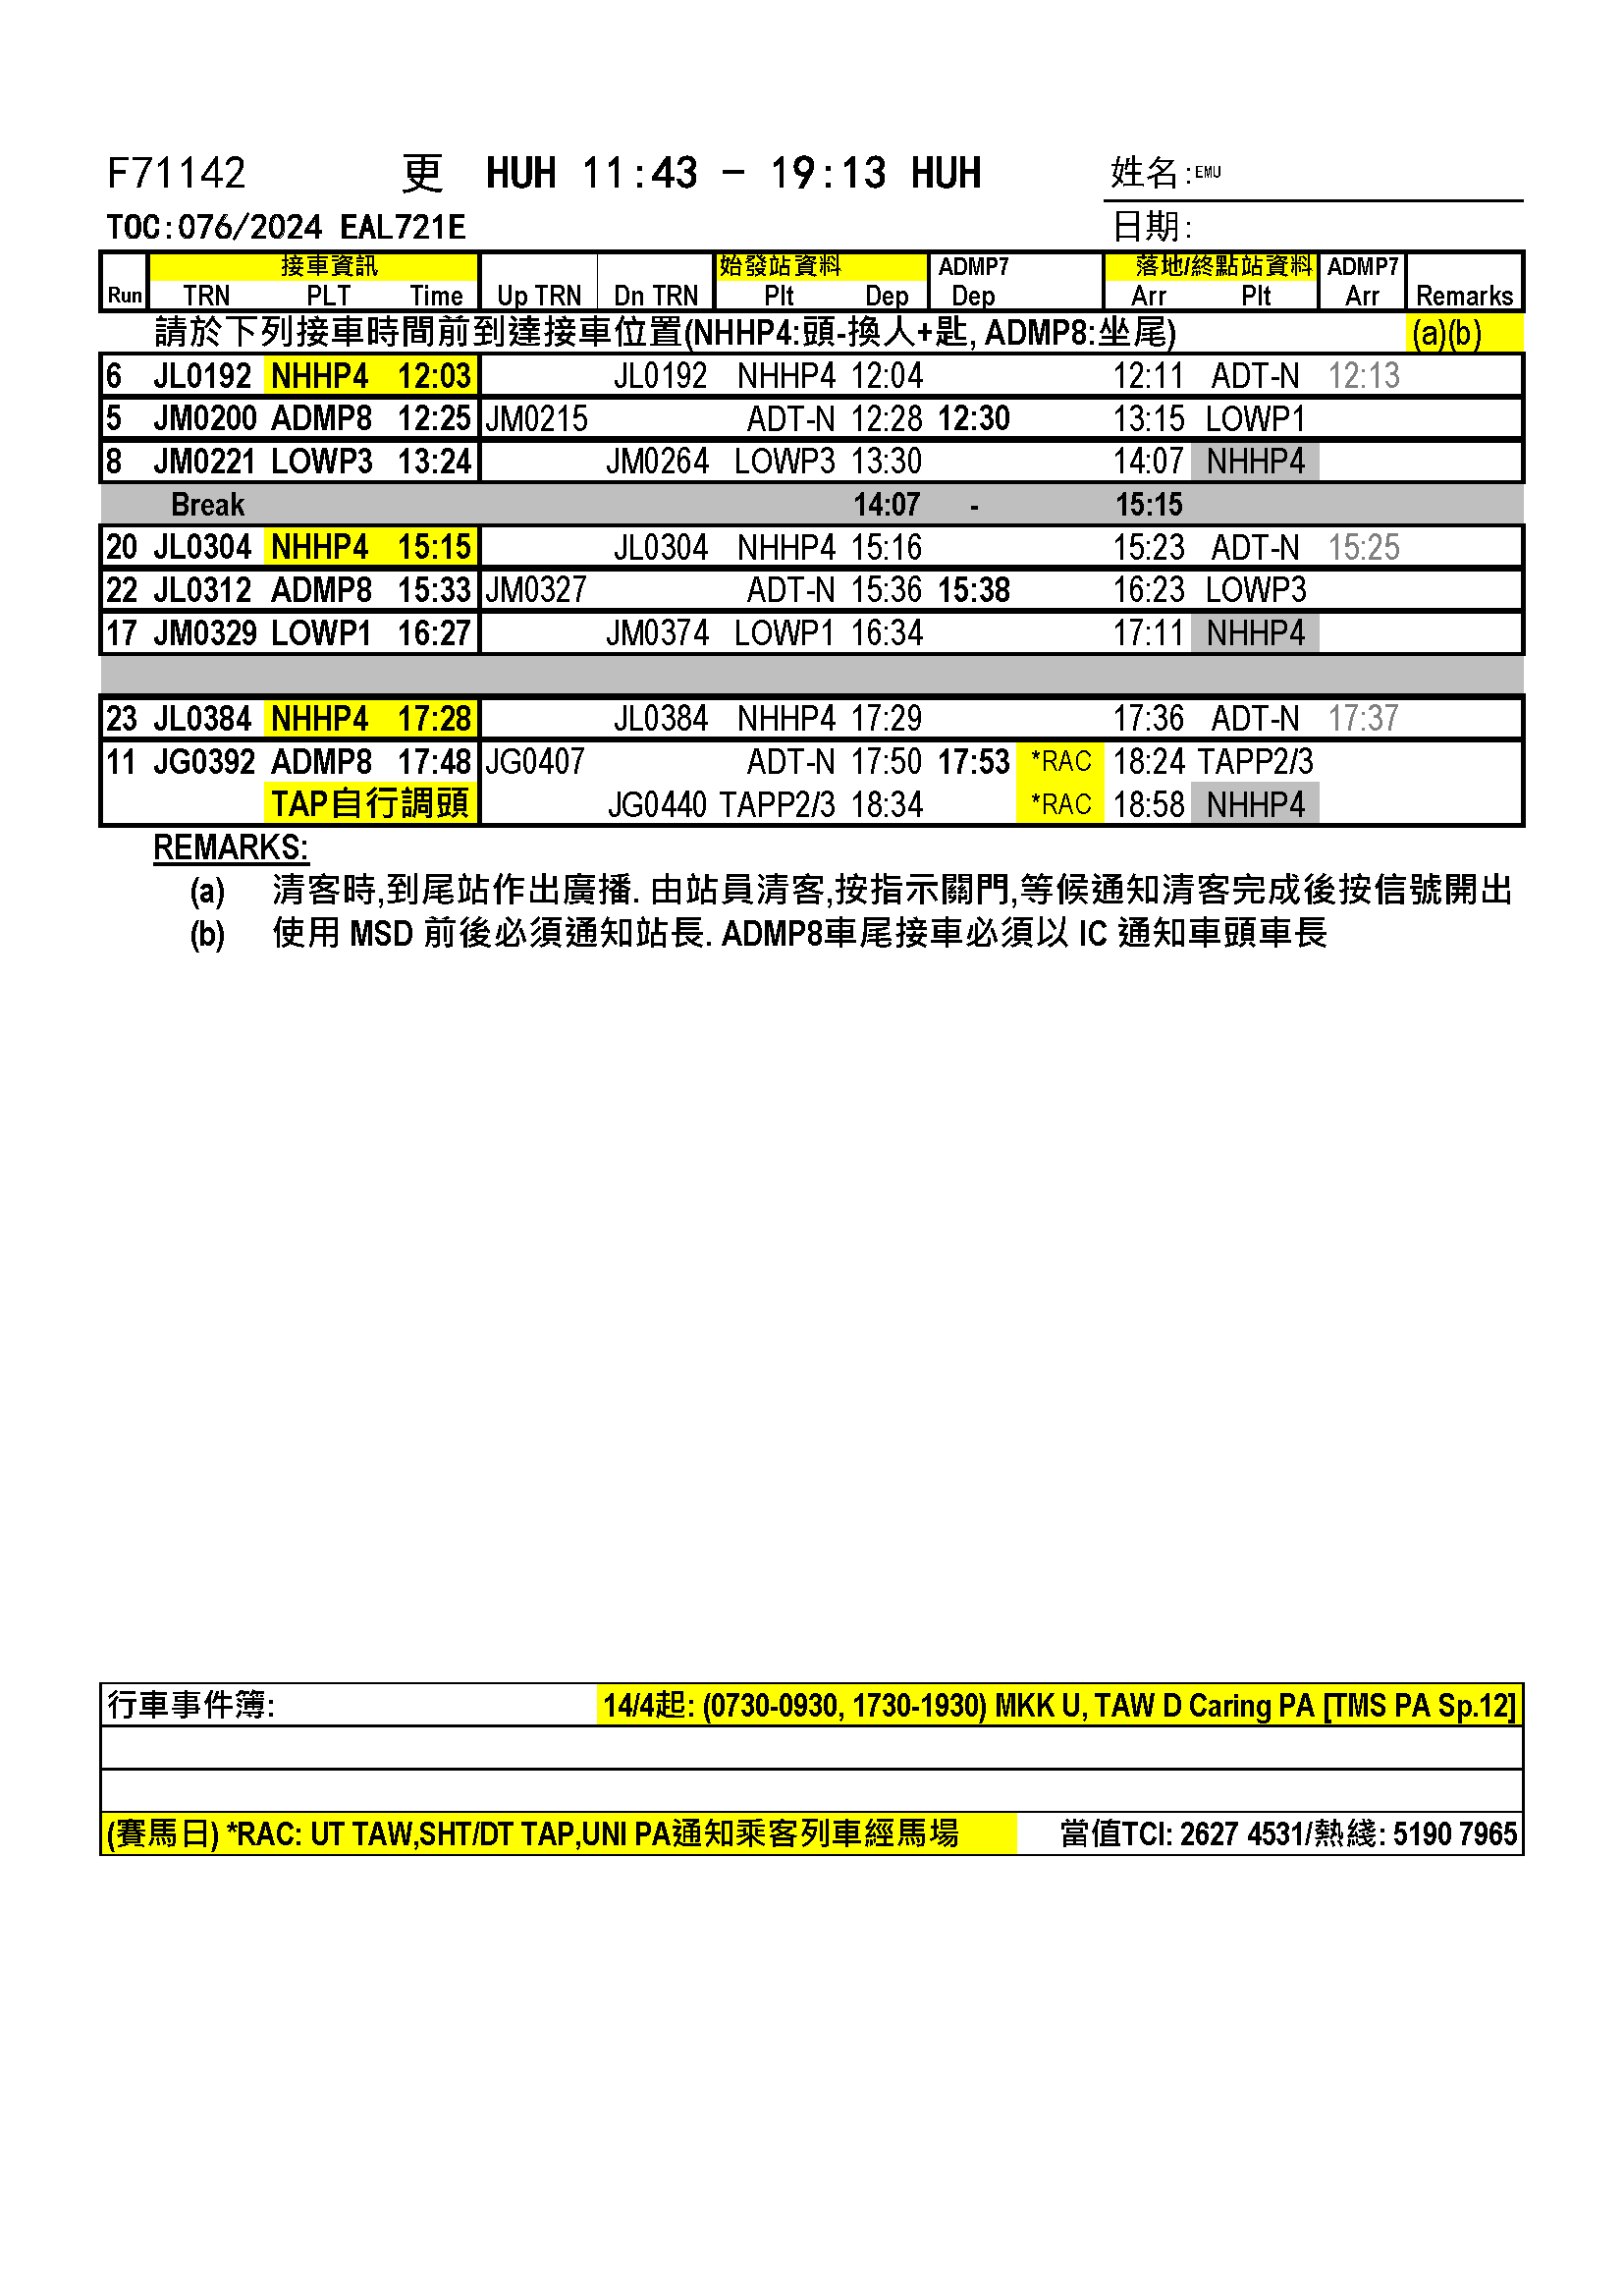 F71142 更 HUH 11:43 - 19:13 HUH 姓名:EMU
TOC:076/2024 EAL721E 日期:
接車資訊 始發站資料 ADMP7 落地/終點站資料 ADMP7
Run TRN PLT Time Up TRN Dn TRN Plt Dep Dep Arr Plt Arr Remarks
請於下列接車時間前到達接車位置(NHHP4:頭-換人+匙, ADMP8:坐尾) (a)(b)
6 JL0192 NHHP4 12:03 JL0192 NHHP4 12:04 12:11 ADT-N 12:13
5 JM0200 ADMP8 12:25 JM0215 ADT-N 12:28 12:30 13:15 LOWP1
8 JM0221 LOWP3 13:24 JM0264 LOWP3 13:30 14:07 NHHP4
Break 14:07 - 15:15
20 JL0304 NHHP4 15:15 JL0304 NHHP4 15:16 15:23 ADT-N 15:25
22 JL0312 ADMP8 15:33 JM0327 ADT-N 15:36 15:38 16:23 LOWP3
17 JM0329 LOWP1 16:27 JM0374 LOWP1 16:34 17:11 NHHP4
23 JL0384 NHHP4 17:28 JL0384 NHHP4 17:29 17:36 ADT-N 17:37
11 JG0392 ADMP8 17:48 JG0407 ADT-N 17:50 17:53 *RAC 18:24 TAPP2/3
TAP自行調頭 JG0440 TAPP2/3 18:34 *RAC 18:58 NHHP4
REMARKS:
(a) 清客時,到尾站作出廣播. 由站員清客,按指示關門,等候通知清客完成後按信號開出
(b) 使用 MSD 前後必須通知站長. ADMP8車尾接車必須以 IC 通知車頭車長
行車事件簿: 14/4起: (0730-0930, 1730-1930) MKK U, TAW D Caring PA [TMS PA Sp.12]
(賽馬日) *RAC: UT TAW,SHT/DT TAP,UNI PA通知乘客列車經馬場 當值TCI: 2627 4531/熱綫: 5190 7965